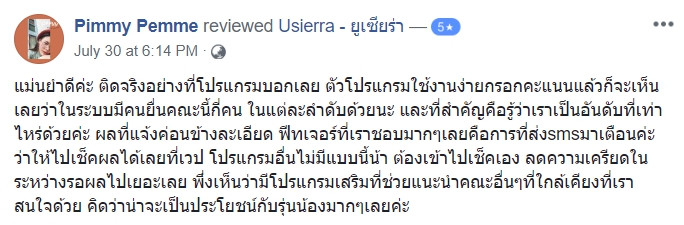 Pimmy Pemme reviewed Usierra - ยูเซียร่า — 5★
July 30 at 6:14 PM ·
แม่นยำดีค่ะ ติดจริงอย่างที่โปรแกรมบอกเลย ตัวโปรแกรมใช้งานง่ายกรอกคะแนนแล้วก็จะเห็น
เลยว่าในระบบมีคนยื่นคณะนี้กี่คน ในแต่ละลำดับด้วยนะ และที่สำคัญคือรู้ว่าเราเป็นอันดับที่เท่า
ไหร่ด้วยค่ะ ผลที่แจ้งค่อนข้างละเอียด ฟีทเจอร์ที่เราชอบมากๆเลยคือการที่ส่งsmsมาเตือนค่ะ
ว่าให้ไปเช็คผลได้เลยที่เวป โปรแกรมอื่นไม่มีแบบนี้น้า ต้องเข้าไปเช็คเอง ลดความเครียดใน
ระหว่างรอผลไปเยอะเลย พึ่งเห็นว่ามีโปรแกรมเสริมที่ช่วยแนะนำคณะอื่นๆที่ใกล้เคียงที่เรา
สนใจด้วย คิดว่าน่าจะเป็นประโยชน์กับรุ่นน้องมากๆเลยค่ะ